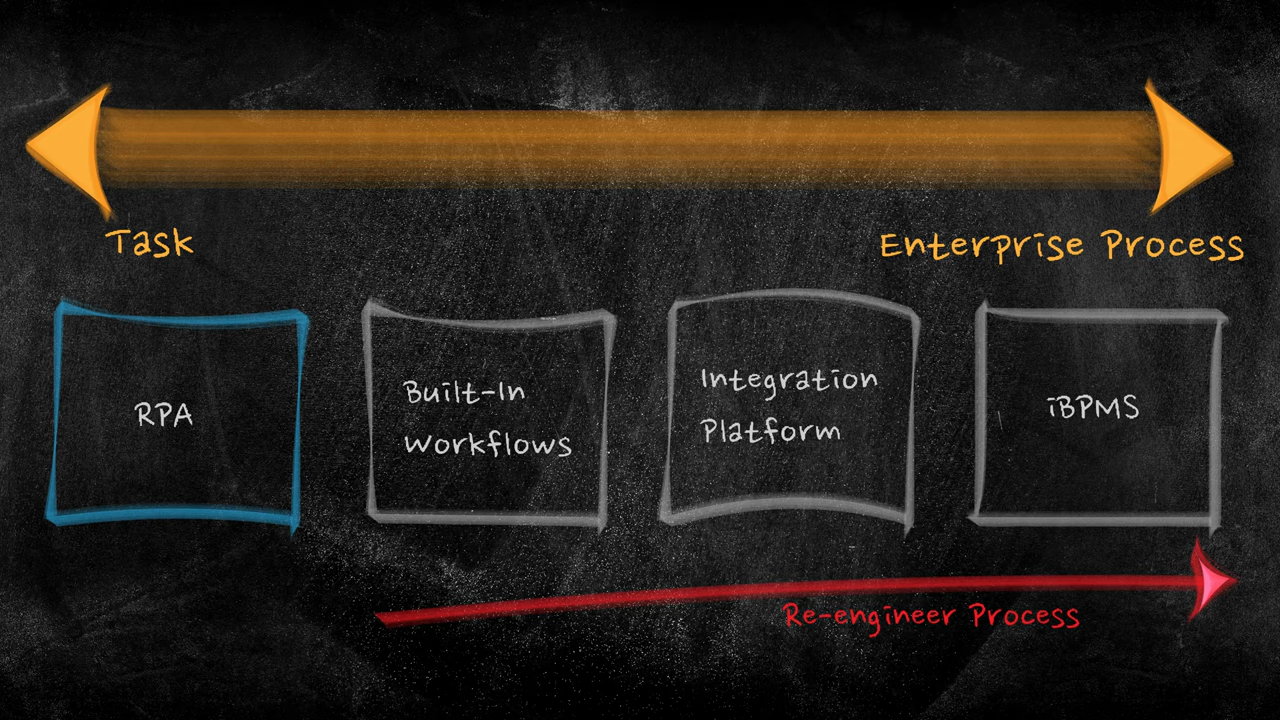 Task
Enterprise Process
RPA
Built-In
Workflows
Integration
Platform
iBPMS
Re-engineer Process